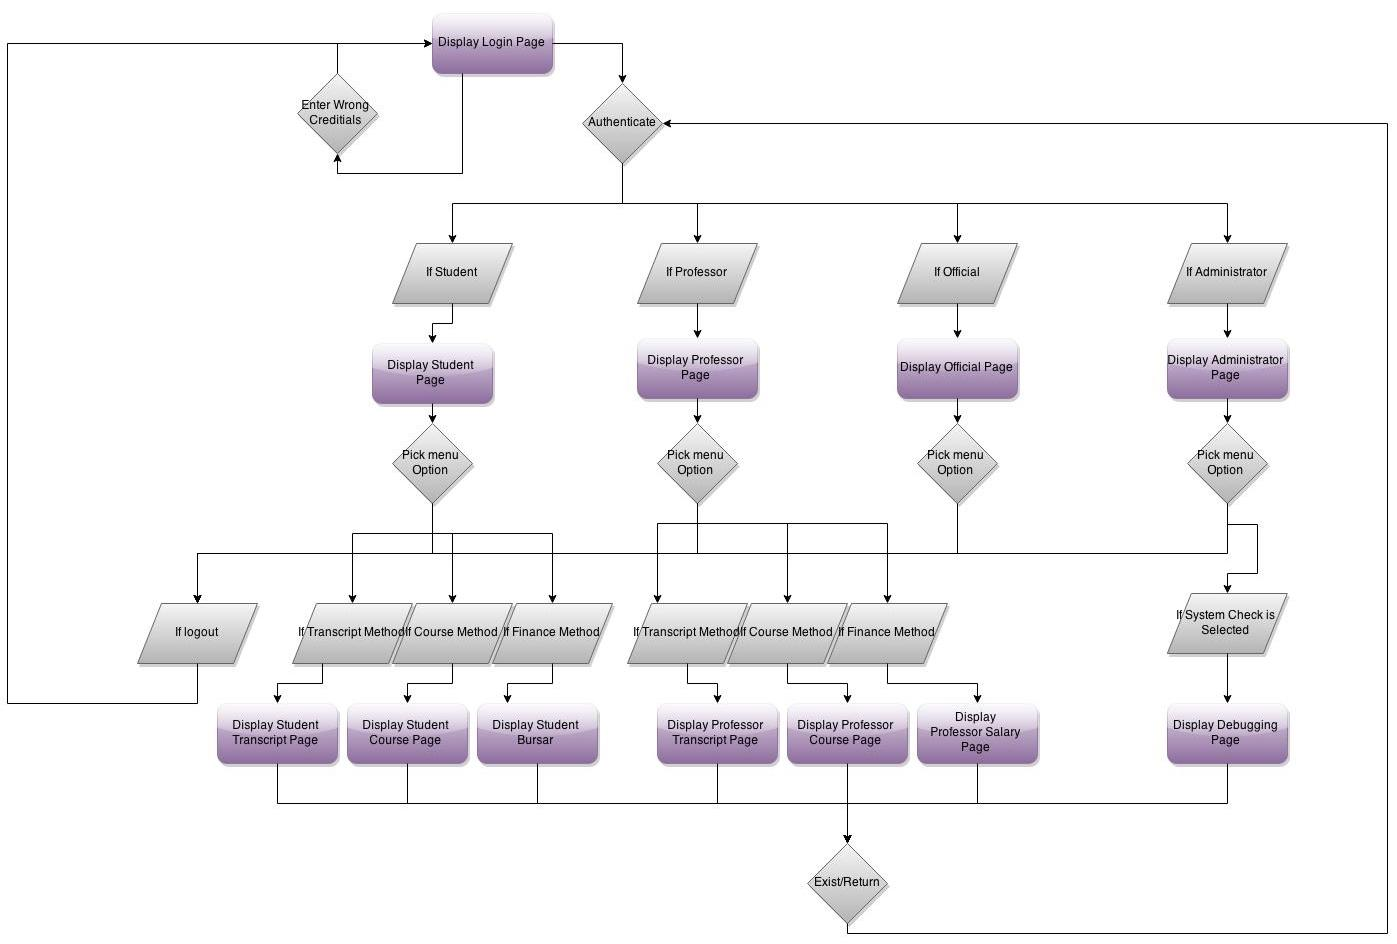 Display Login Page
Enter Wrong
Creditials
Authenticate
If Student
If Professor
If Official
If Administrator
Display Student
Page
Display Professor
Page
Display Official Page
Display Administrator
Page
Pick menu
Option
Pick menu
Option
Pick menu
Option
Pick menu
Option
If logout
If Transcript Method
If Course Method
If Finance Method
If Transcript Method
If Course Method
If Finance Method
If System Check is
Selected
Display Student
Transcript Page
Display Student
Course Page
Display Student
Bursar
Display Professor
Transcript Page
Display Professor
Course Page
Display
Professor Salary
Page
Display Debugging
Page
Exist/Return